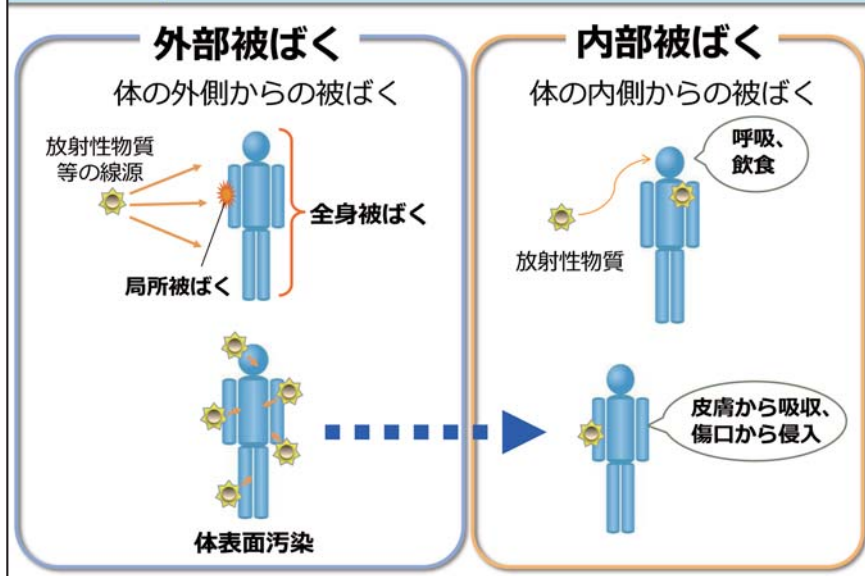 外部被ばく
体の外側からの被ばく
放射性物質
等の線源
全身被ばく
局所被ばく
体表面汚染
内部被ばく
体の内側からの被ばく
呼吸、
飲食
放射性物質
皮膚から吸収、
傷口から侵入